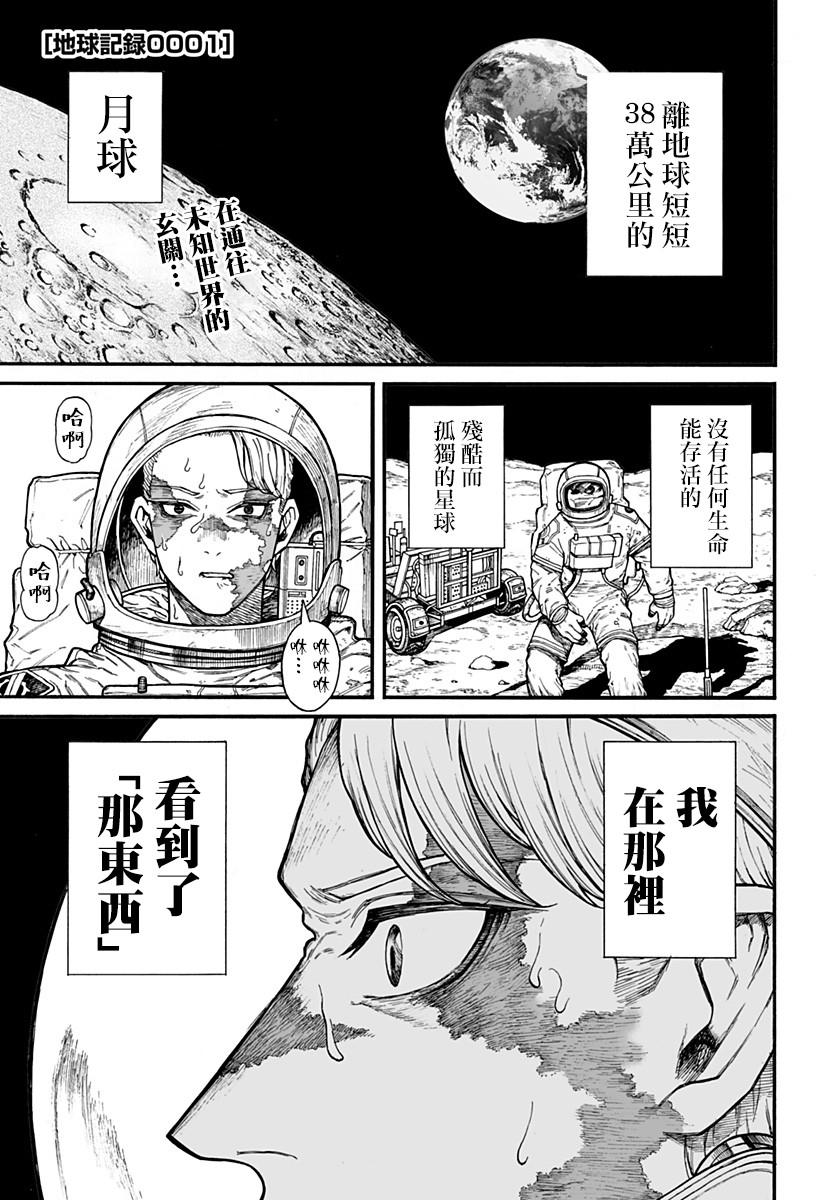 [地球記録0001]
離地球短短
38萬公里的
月球
在通往
未知世界的
玄關…
沒有任何生命
能存活的
殘酷而
孤獨的星球
哈啊
哈啊
咻咻咻
咻…
我
在那裡
看到了
「那東西」